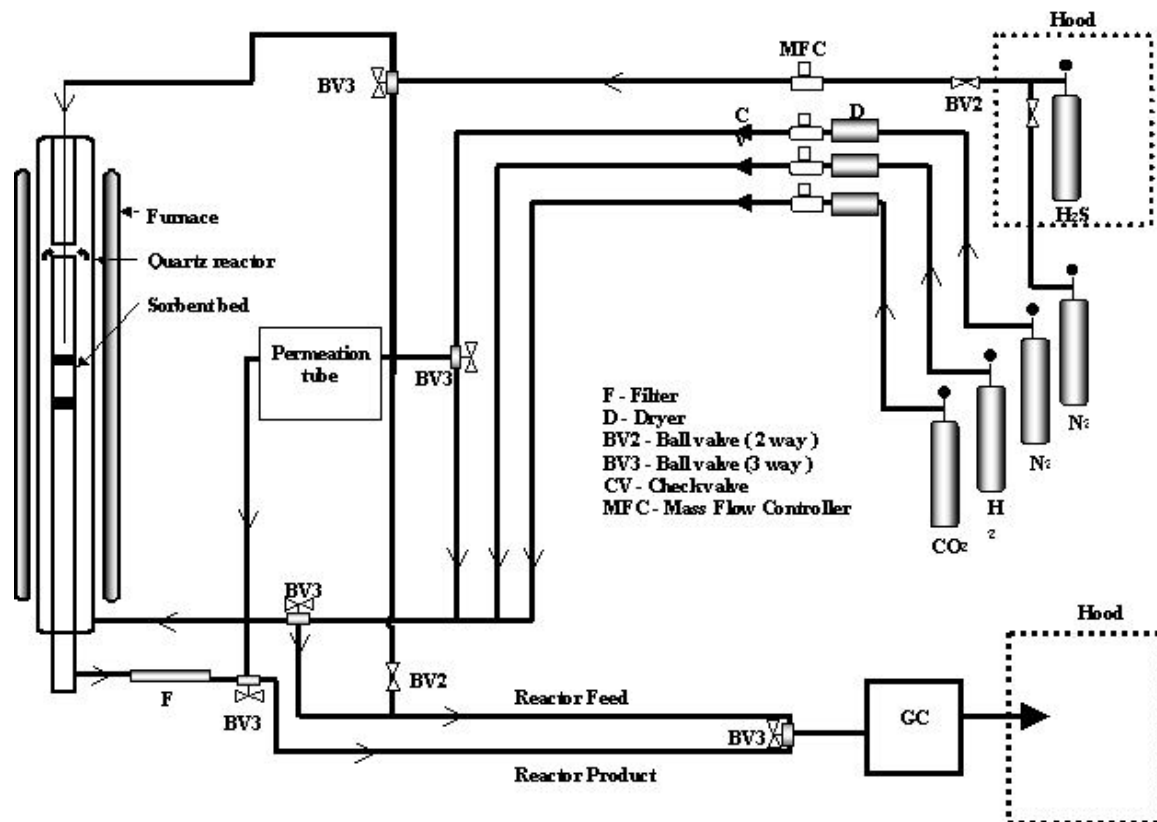 Hood
MFC
BV3
BV2
C
V
D
H2S
Furnace
Quartz reactor
Sorbent bed
Permeation
tube
BV3
F - Filter
D - Dryer
BV2 - Ball valve ( 2 way )
BV3 - Ball valve (3 way )
CV - Check valve
MFC - Mass Flow Controller
N2
N2
H
2
CO2
BV3
Hood
F
BV3
BV2
Reactor Feed
BV3
GC
Reactor Product